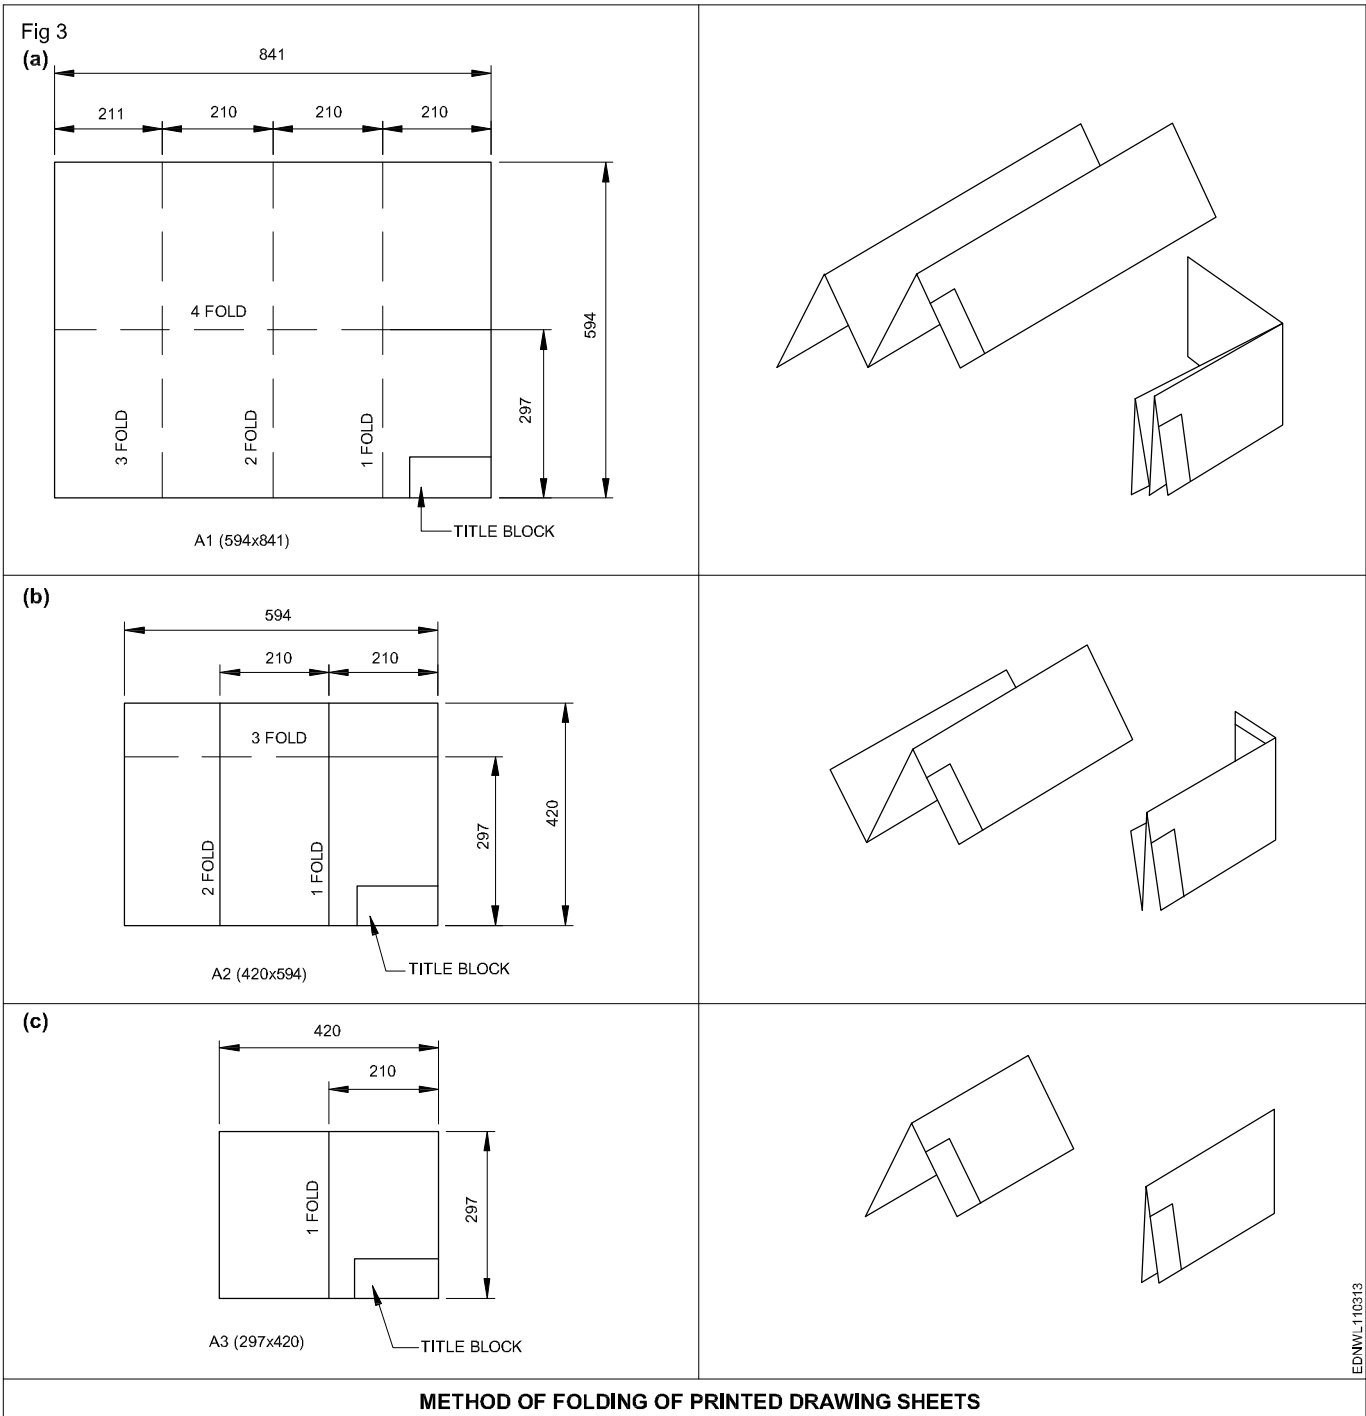 Fig 3
(a)
841
211 210 210 210
4 FOLD
594
297
3 FOLD
2 FOLD
1 FOLD
TITLE BLOCK
A1 (594x841)
(b)
594
210 210
3 FOLD
420
297
2 FOLD
1 FOLD
TITLE BLOCK
A2 (420x594)
(c)
420
210
1 FOLD
297
A3 (297x420)
TITLE BLOCK
EDNWL110313
METHOD OF FOLDING OF PRINTED DRAWING SHEETS